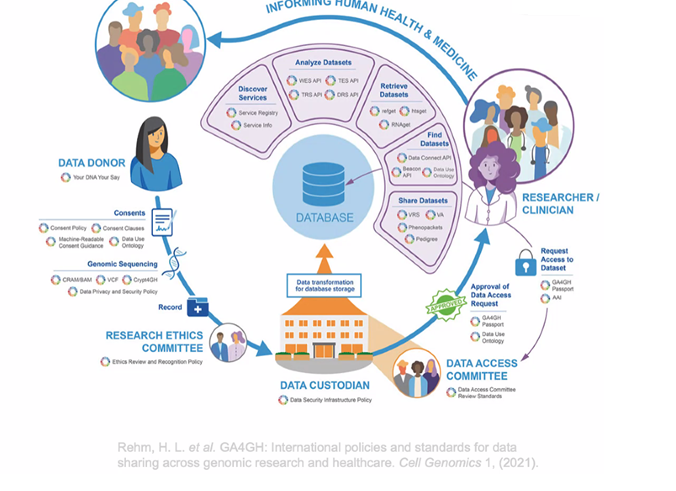 INFORMING HUMAN HEALTH & MEDICINE
Analyze Datasets
WES API TES API
TRS API DRS API
Discover
Services
Service Registry
Service Info
Retrieve
Datasets
refget htsget
RNAget
Find
Datasets
Data Connect API
Beacon
API
Data Use
Ontology
Share Datasets
VRS VA
Phenopackets
Pedigree
DATABASE
DATA DONOR
Your DNA Your Say
Consents
Consent Policy Consent Clauses
Machine-Readable
Consent Guidance
Data Use
Ontology
Genomic Sequencing
CRAM/BAM VCF Crypt4GH
Data Privacy and Security Policy
Record
RESEARCH ETHICS
COMMITTEE
Ethics Review and Recognition Policy
Data transformation
for database storage
DATA CUSTODIAN
Data Security Infrastructure Policy
RESEARCHER /
CLINICIAN
Request
Access to
Dataset
GA4GH
Passport
AAI
Approval of
Data Access
Request
APPROVED
GA4GH
Passport
Data Use
Ontology
DATA ACCESS
COMMITTEE
Data Access Committee
Review Standards
Rehm, H. L. et al. GA4GH: International policies and standards for data
sharing across genomic research and healthcare. Cell Genomics 1, (2021).